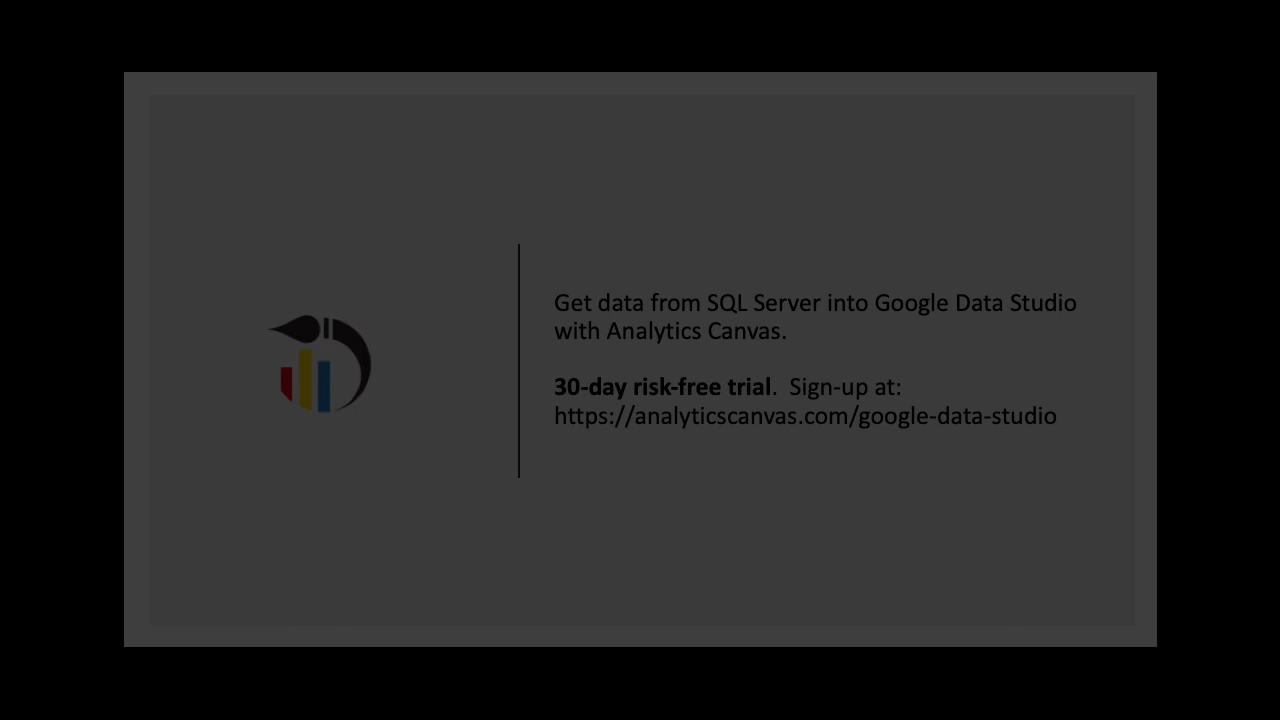 Get data from SQL Server into Google Data Studio
with Analytics Canvas.
30-day risk-free trial.  Sign-up at:
https://analyticscanvas.com/google-data-studio